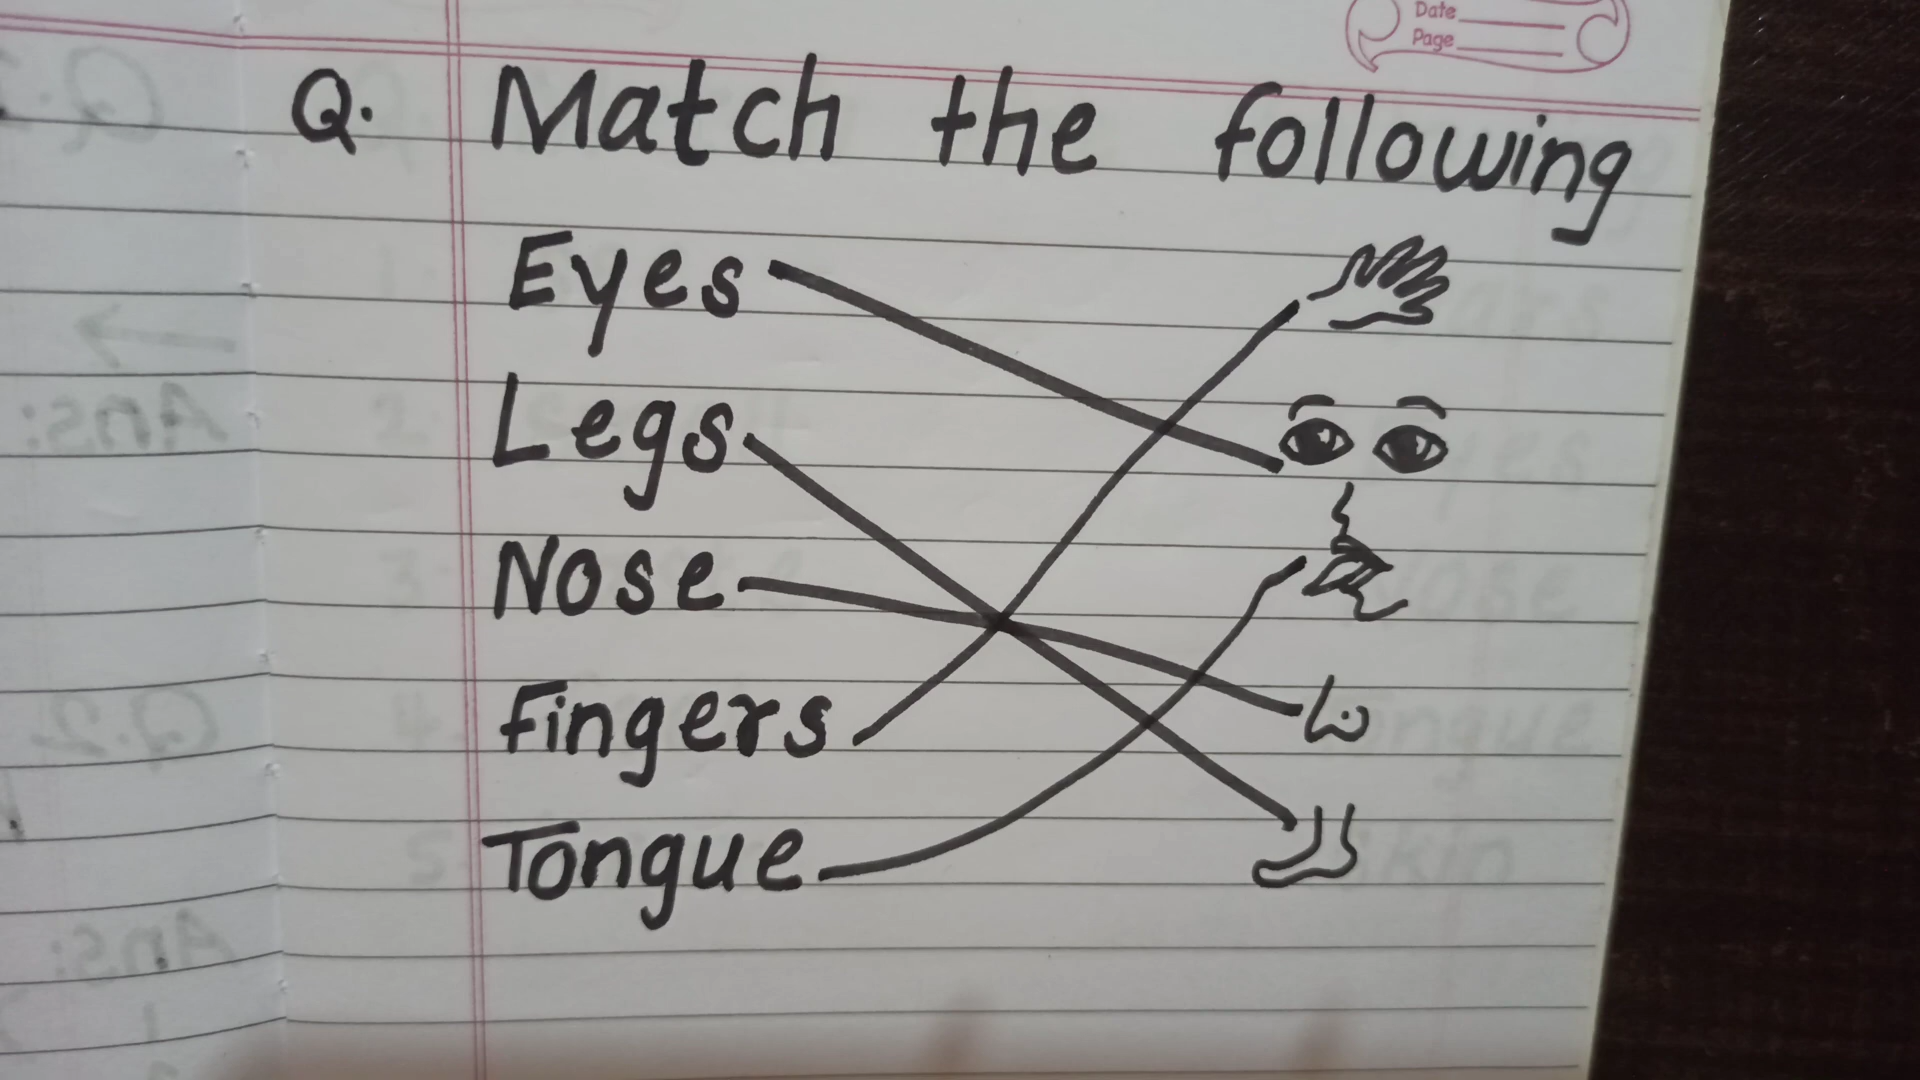 Date
Page
Q. Match the following
Eyes
Legs
Nose
Fingers
Tongue